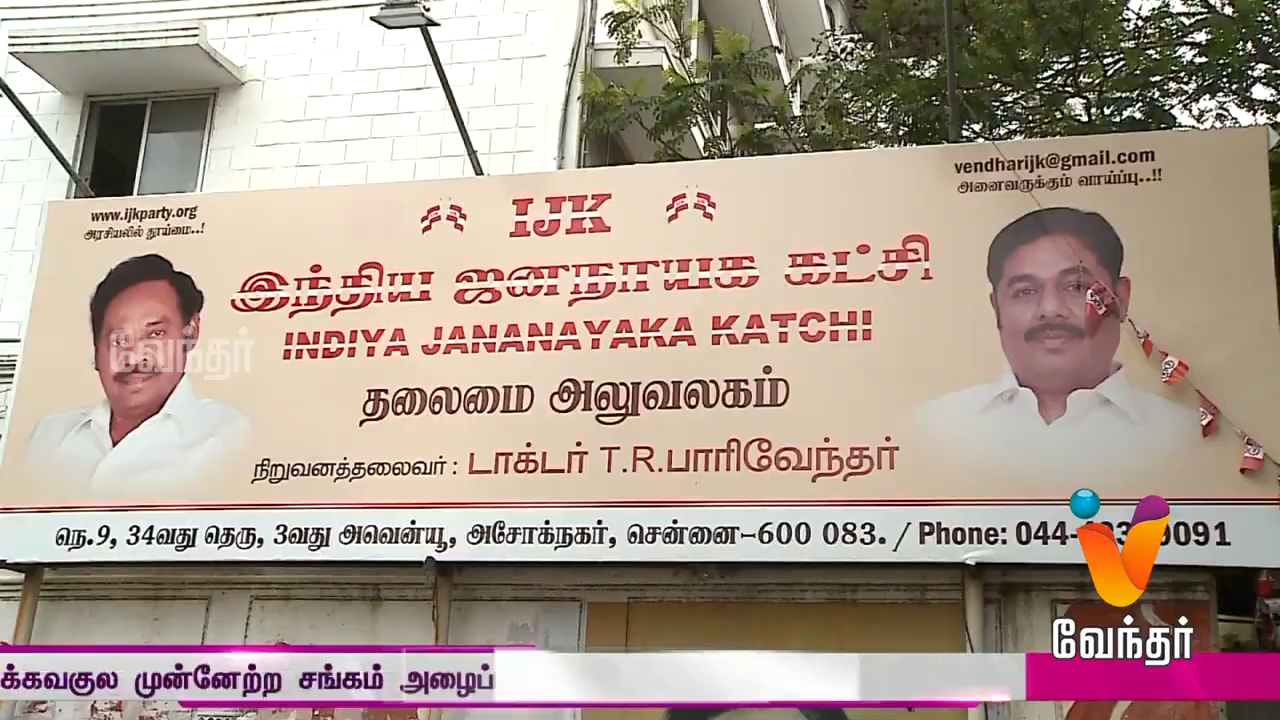 www.ijkparty.org
அரசியலில் தூய்மை..!
vendharijk@gmail.com
அனைவருக்கும் வாய்ப்பு..!!
IJK
இந்திய ஜனநாயக கட்சி
INDIYA JANANAYAKA KATCHI
தலைமை அலுவலகம்
நிறுவனத்தலைவர் : டாக்டர் T.R.பாரிவேந்தர்
வேந்தர்
நெ.9, 34வது தெரு, 3வது அவென்யூ, அசோக்நகர், சென்னை-600 083. / Phone:
வேந்தர்
க்கவகுல முன்னேற்ற சங்கம் அழைப்